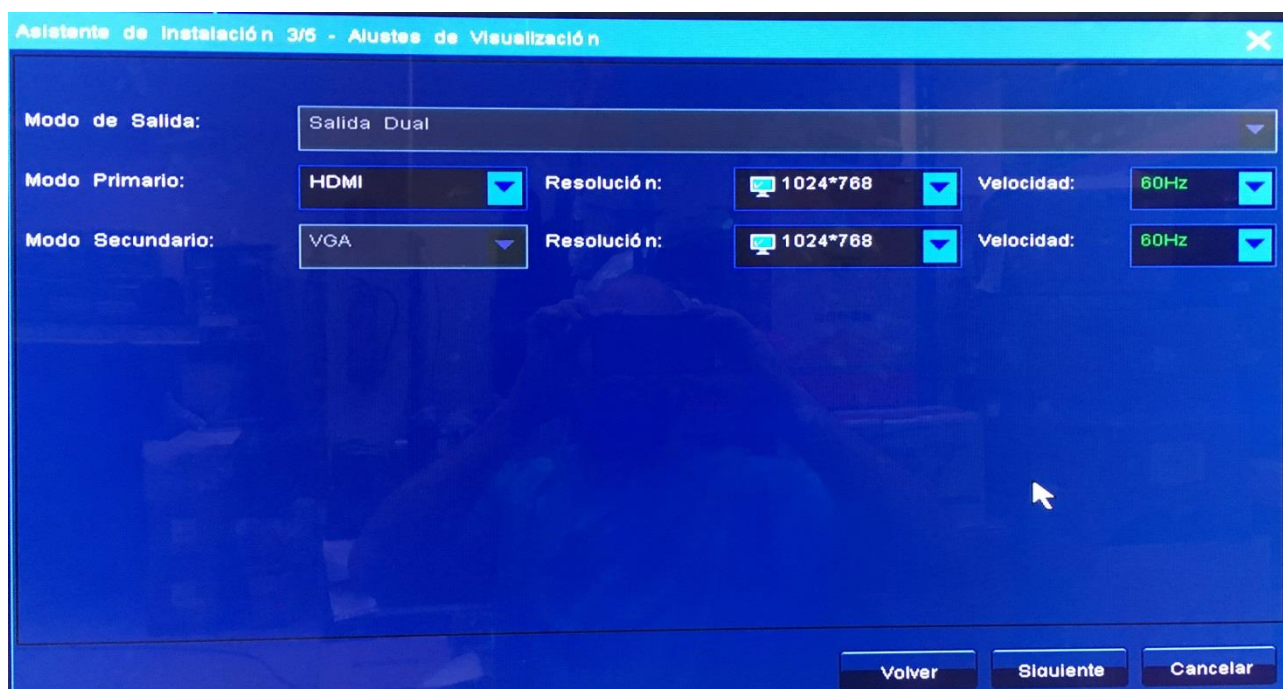 Asistente de Instalación 3/5 - Alustes de Visualización
Modo de Salida: Salida Dual
Modo Primario: HDMI Resolución: 1024*768 Velocidad: 60Hz
Modo Secundario: VGA Resolución: 1024*768 Velocidad: 60Hz
Volver Siguiente Cancelar